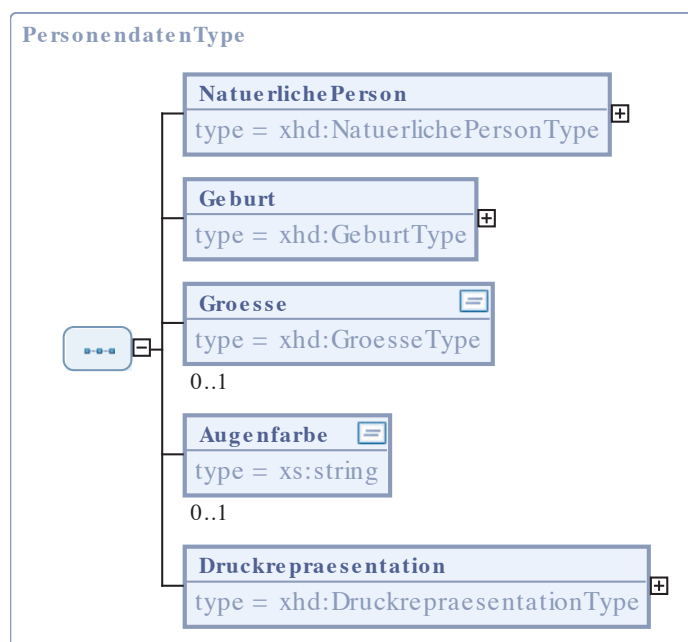 PersonendatenType
NatuerlichePerson
type = xhd:NatuerlichePersonType
Geburt
type = xhd:GeburtType
Groesse
type = xhd:GroesseType
0..1
Augenfarbe
type = xs:string
0..1
Druckrepraesentation
type = xhd:DruckrepraesentationType